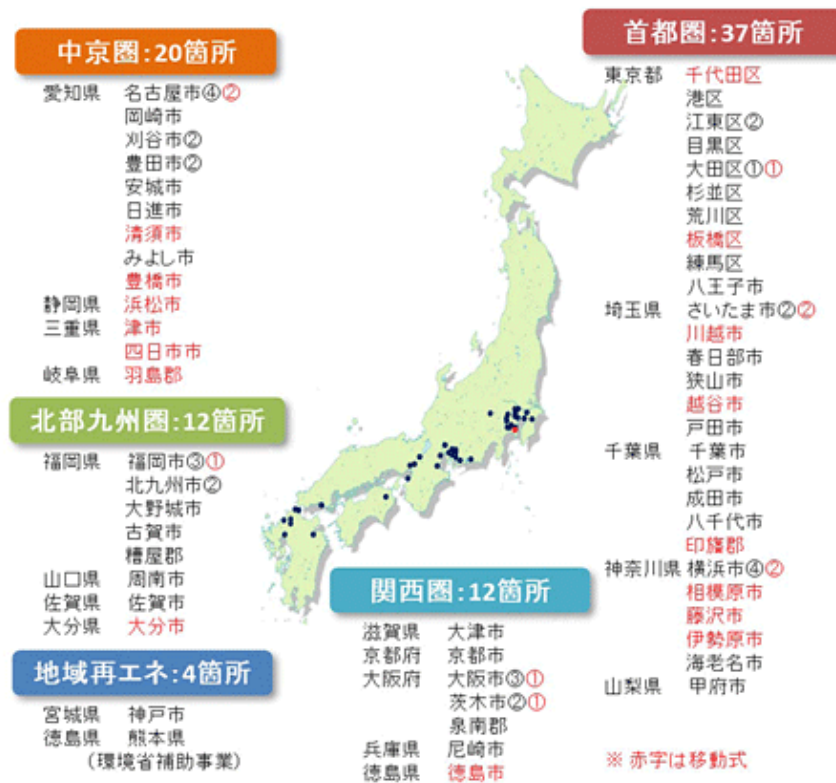 中京圏:20箇所
愛知県 名古屋市④②
岡崎市
刈谷市②
豊田市②
安城市
日進市
清須市
みよし市
豊橋市
静岡県 浜松市
三重県 津市
四日市市
岐阜県 羽島郡
北部九州圏:12箇所
福岡県 福岡市③①
北九州市②
大野城市
古賀市
糟屋郡
山口県 周南市
佐賀県 佐賀市
大分県 大分市
地域再エネ:4箇所
宮城県 神戸市
徳島県 熊本県
(環境省補助事業)
関西圏:12箇所
滋賀県 大津市
京都府 京都市
大阪府 大阪市③①
茨木市②①
泉南郡
兵庫県 尼崎市
徳島県 徳島市
首都圏:37箇所
東京都 千代田区
港区
江東区②
目黒区
大田区①①
杉並区
荒川区
板橋区
練馬区
八王子市
埼玉県 さいたま市②②
川越市
春日部市
狭山市
越谷市
戸田市
千葉県 千葉市
松戸市
成田市
八千代市
印旛郡
神奈川県 横浜市④②
相模原市
藤沢市
伊勢原市
海老名市
山梨県 甲府市
※ 赤字は移動式